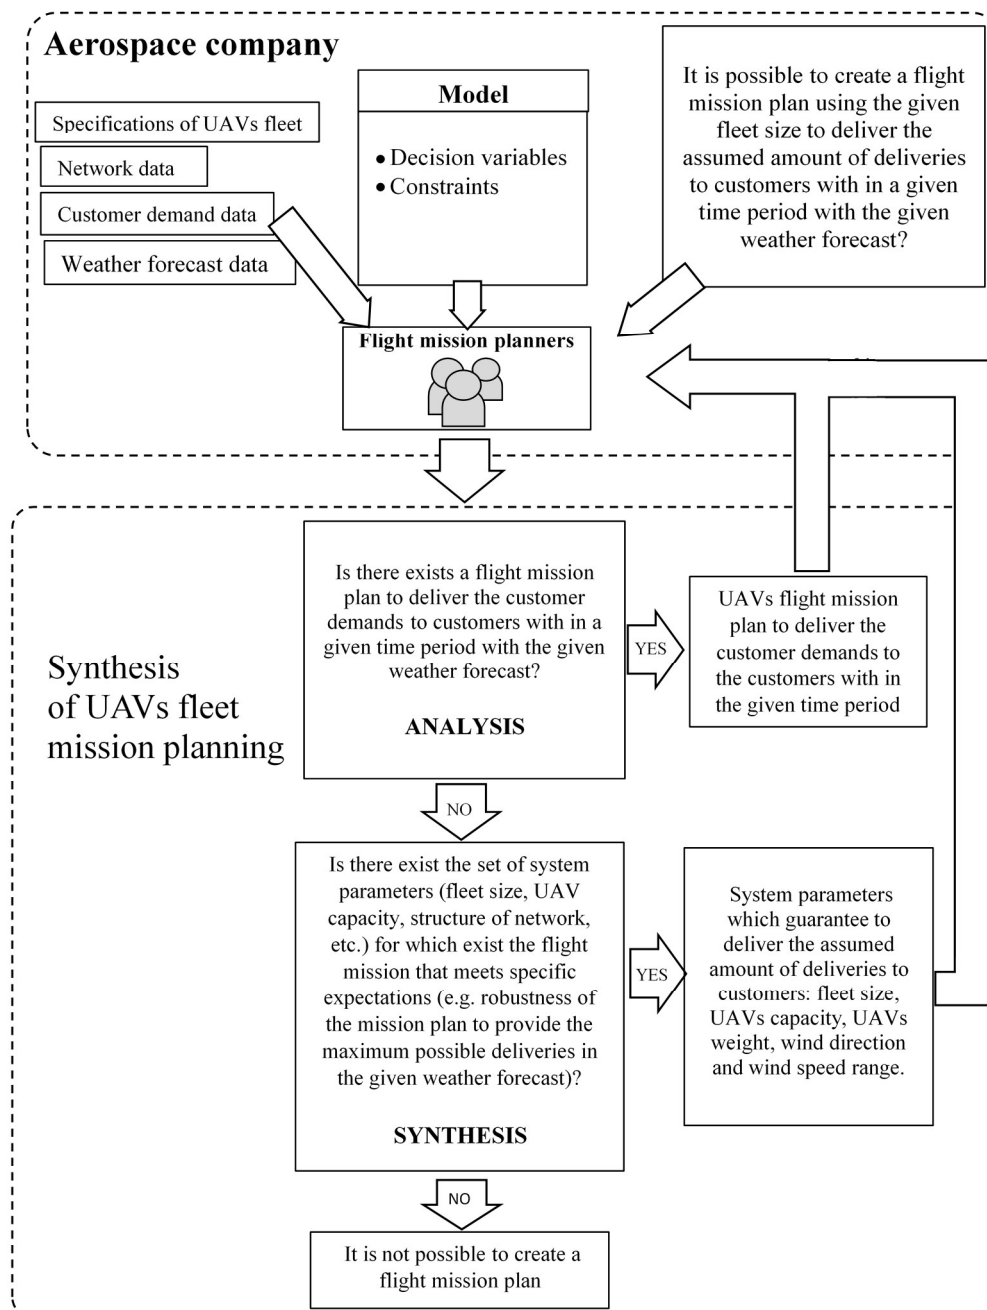 Aerospace company
Specifications of UAVs fleet
Network data
Customer demand data
Weather forecast data
Model
• Decision variables
• Constraints
It is possible to create a flight
mission plan using the given
fleet size to deliver the
assumed amount of deliveries
to customers with in a given
time period with the given
weather forecast?
Flight mission planners
Synthesis
of UAVs fleet
mission planning
Is there exists a flight mission
plan to deliver the customer
demands to customers with in a
given time period with the given
weather forecast?
ANALYSIS
YES
UAVs flight mission
plan to deliver the
customer demands to
the customers with in
the given time period
NO
Is there exist the set of system
parameters (fleet size, UAV
capacity, structure of network,
etc.) for which exist the flight
mission that meets specific
expectations (e.g. robustness of
the mission plan to provide the
maximum possible deliveries in
the given weather forecast)?
SYNTHESIS
YES
System parameters
which guarantee to
deliver the assumed
amount of deliveries to
customers: fleet size,
UAVs capacity, UAVs
weight, wind direction
and wind speed range.
NO
It is not possible to create a
flight mission plan